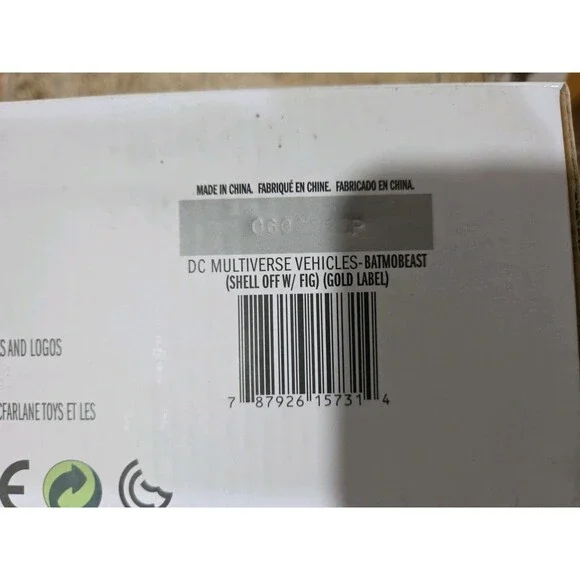 MADE IN CHINA. FABRIQUÉ EN CHINE. FABRICADO EN CHINA.
DC MULTIVERSE VEHICLES-BATMOBEAST
(SHELL OFF W/ FIG) (GOLD LABEL)
7 87926 15731 4
S AND LOGOS
CFARLANE TOYS ET LES
CE